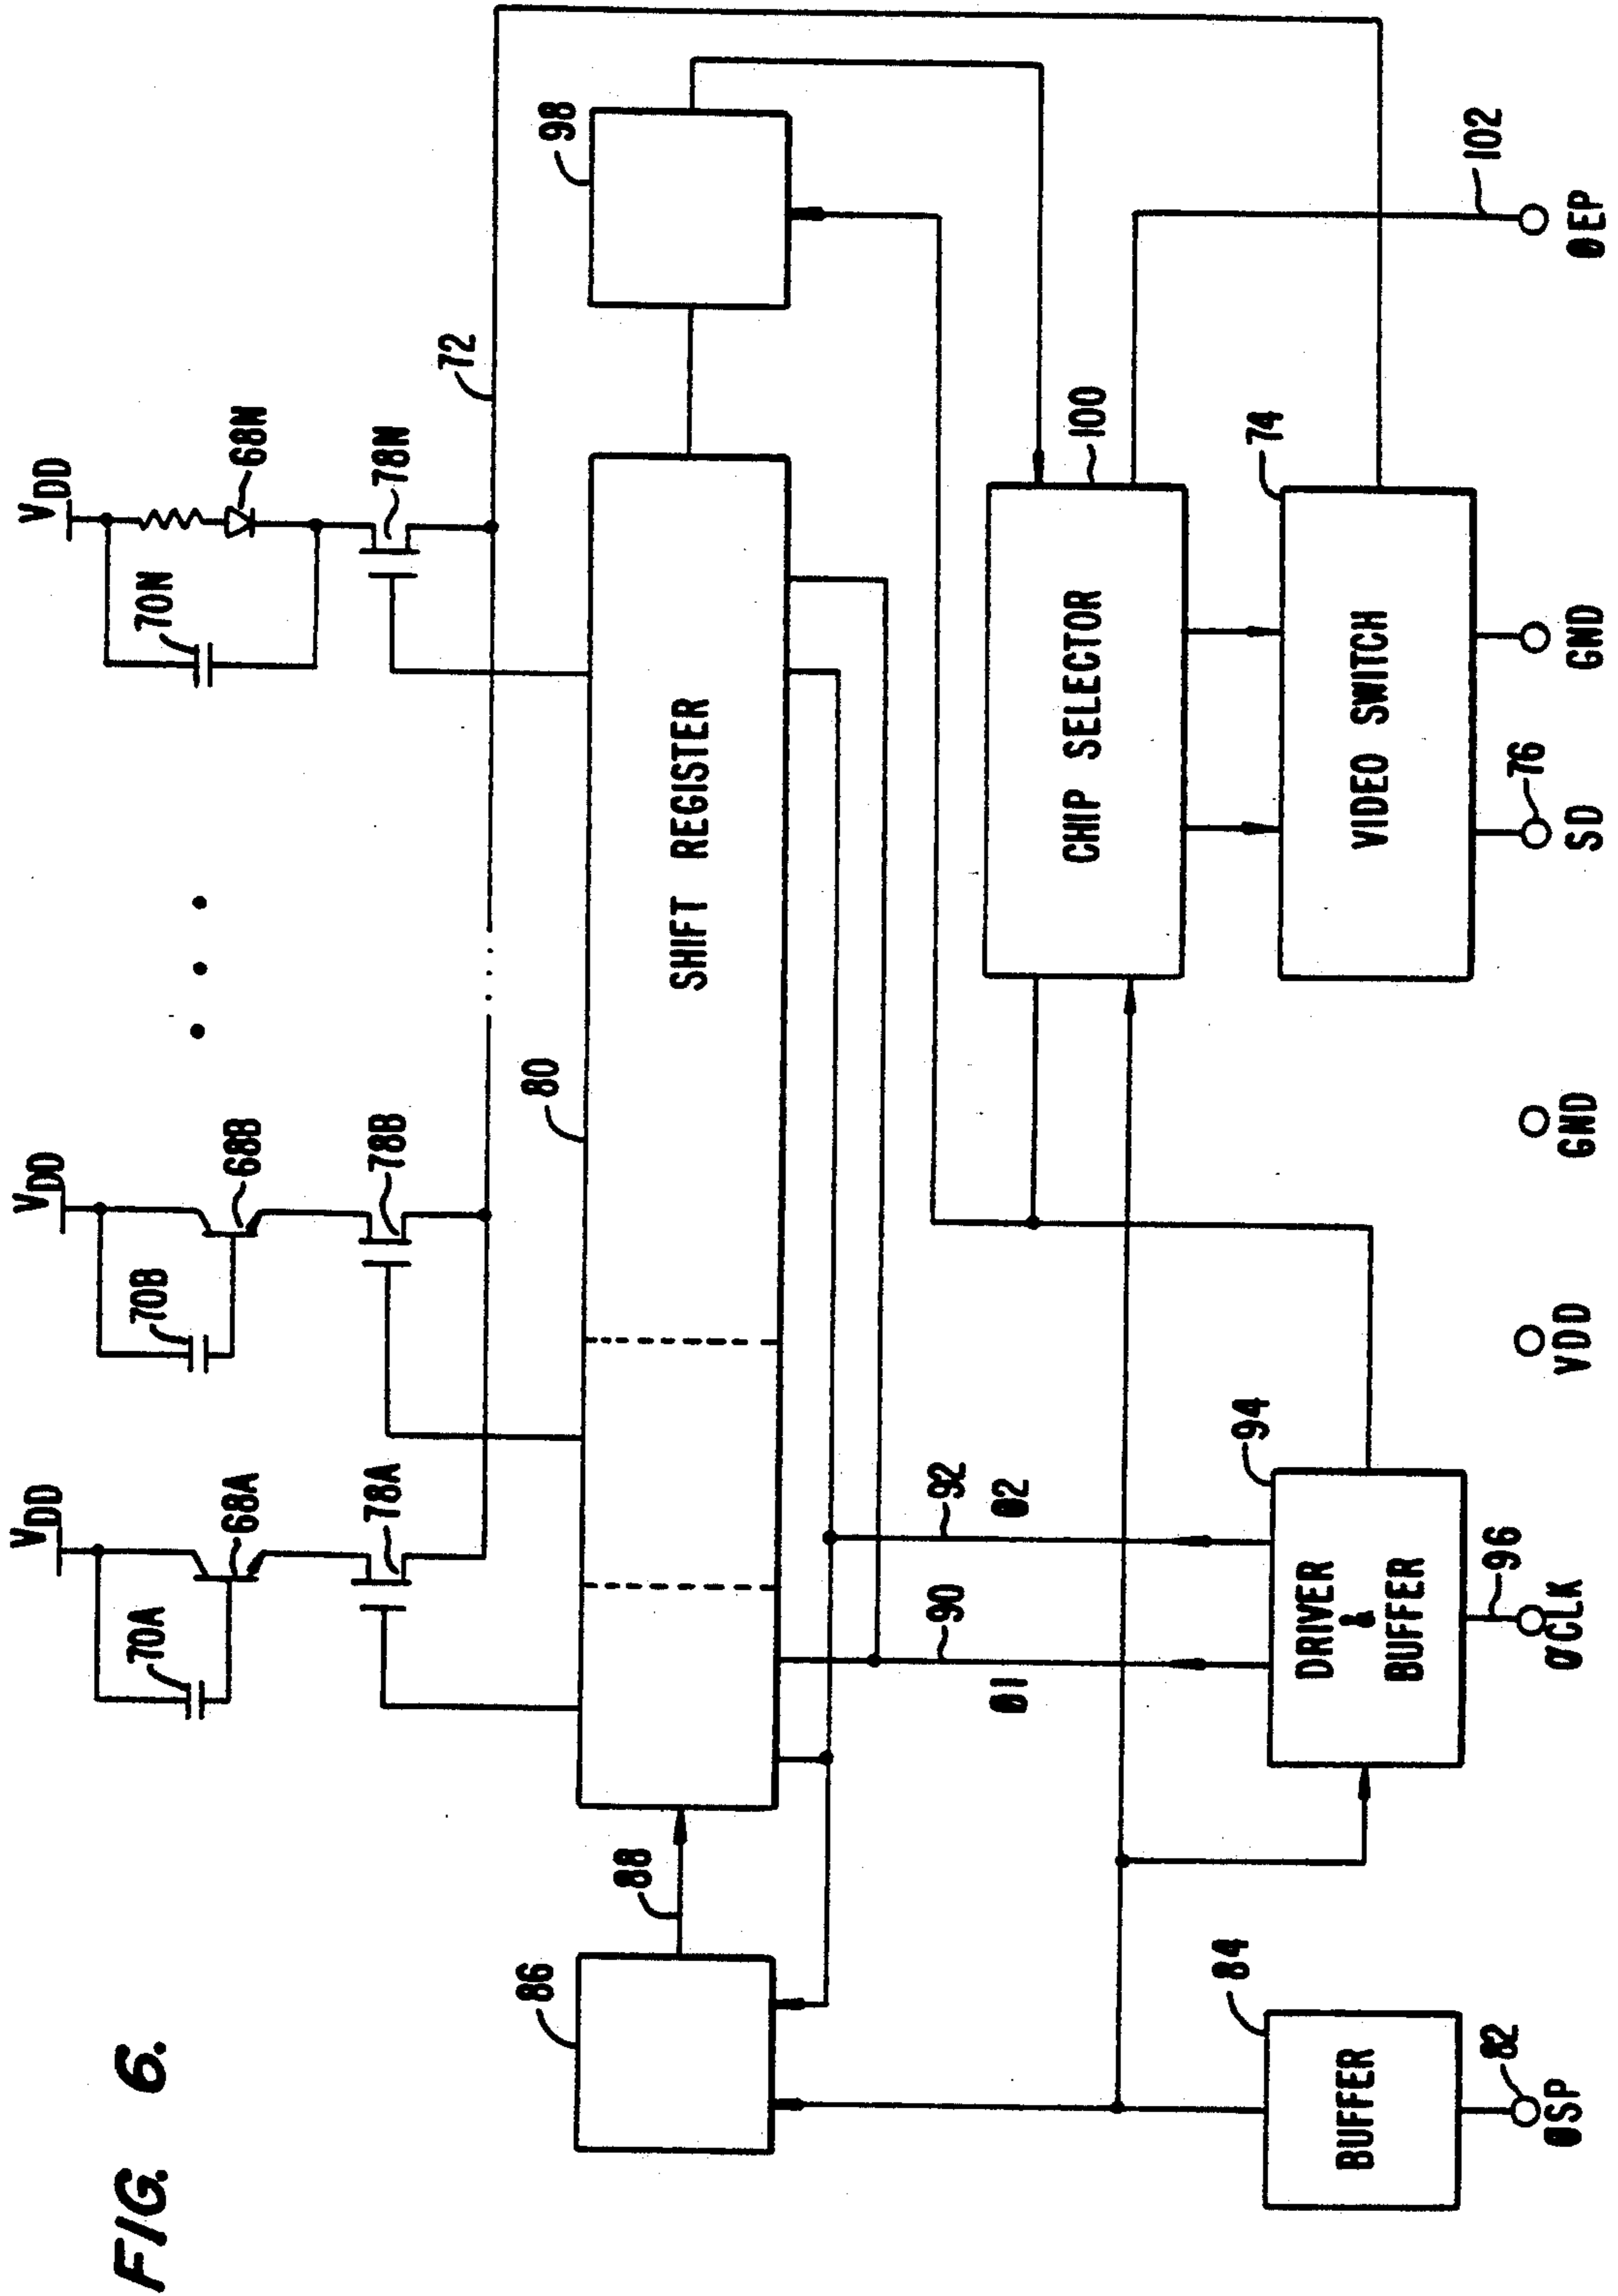 FIG. 6.
VDD
VDD
VDD
70A
68A
70B
68B
70N
68N
78A
78B
78N
72
80
98
86
88
SHIFT REGISTER
90
92
Ø1
Ø2
100
CHIP SELECTOR
84
BUFFER
94
DRIVER
&
BUFFER
74
VIDEO SWITCH
82
96
76
102
ØSP
ØCLK
VDD
GND
SD
GND
ØEP